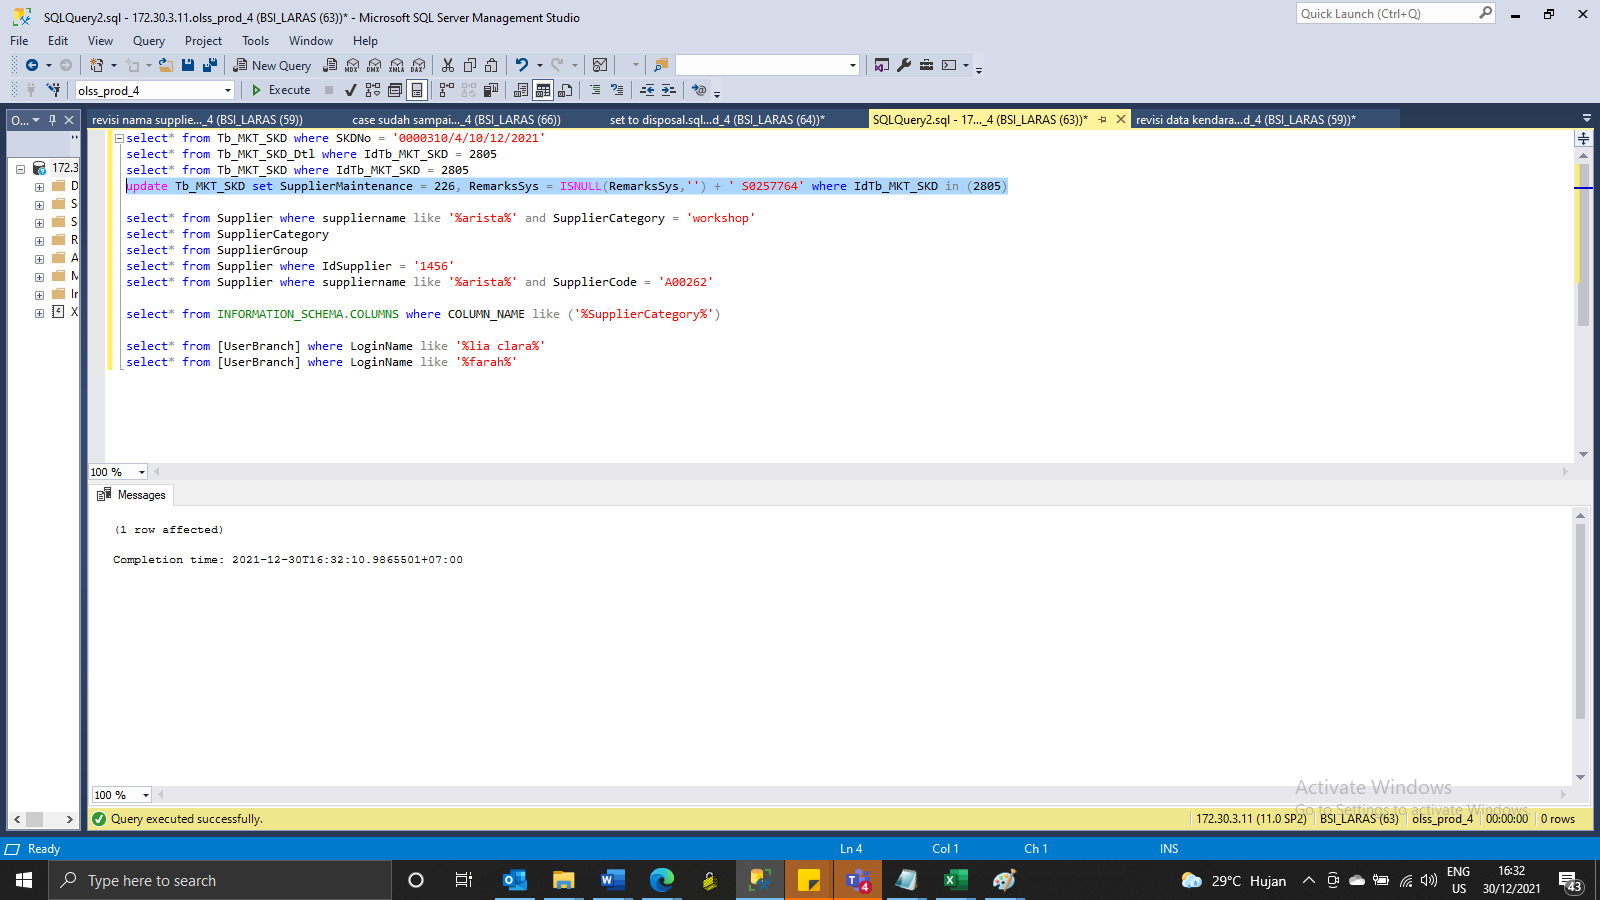 SQLQuery2.sql - 172.30.3.11.olss_prod_4 (BSI_LARAS (63))* - Microsoft SQL Server Management Studio
Quick Launch (Ctrl+Q)
File Edit View Query Project Tools Window Help
New Query
MDX DMX XMLA DAX
olss_prod_4
Execute
O...
revisi nama supplie..._4 (BSI_LARAS (59))
case sudah sampai..._4 (BSI_LARAS (66))
set to disposal.sql...d_4 (BSI_LARAS (64))*
SQLQuery2.sql - 17..._4 (BSI_LARAS (63))*
revisi data kendara...d_4 (BSI_LARAS (59))*
172.3
D
S
S
R
A
M
In
X
select* from Tb_MKT_SKD where SKDNo = '0000310/4/10/12/2021'
select* from Tb_MKT_SKD_Dtl where IdTb_MKT_SKD = 2805
select* from Tb_MKT_SKD where IdTb_MKT_SKD = 2805
update Tb_MKT_SKD set SupplierMaintenance = 226, RemarksSys = ISNULL(RemarksSys,'') + ' S0257764' where IdTb_MKT_SKD in (2805)
select* from Supplier where suppliername like '%arista%' and SupplierCategory = 'workshop'
select* from SupplierCategory
select* from SupplierGroup
select* from Supplier where IdSupplier = '1456'
select* from Supplier where suppliername like '%arista%' and SupplierCode = 'A00262'
select* from INFORMATION_SCHEMA.COLUMNS where COLUMN_NAME like ('%SupplierCategory%')
select* from [UserBranch] where LoginName like '%lia clara%'
select* from [UserBranch] where LoginName like '%farah%'
100 %
Messages
(1 row affected)
Completion time: 2021-12-30T16:32:10.9865501+07:00
100 %
Activate Windows
Go to Settings to activate Windows.
Query executed successfully.
172.30.3.11 (11.0 SP2) BSI_LARAS (63) olss_prod_4 00:00:00 0 rows
Ready
Ln 4 Col 1 Ch 1 INS
Type here to search
4
29°C Hujan
ENG
US
16:32
30/12/2021
43